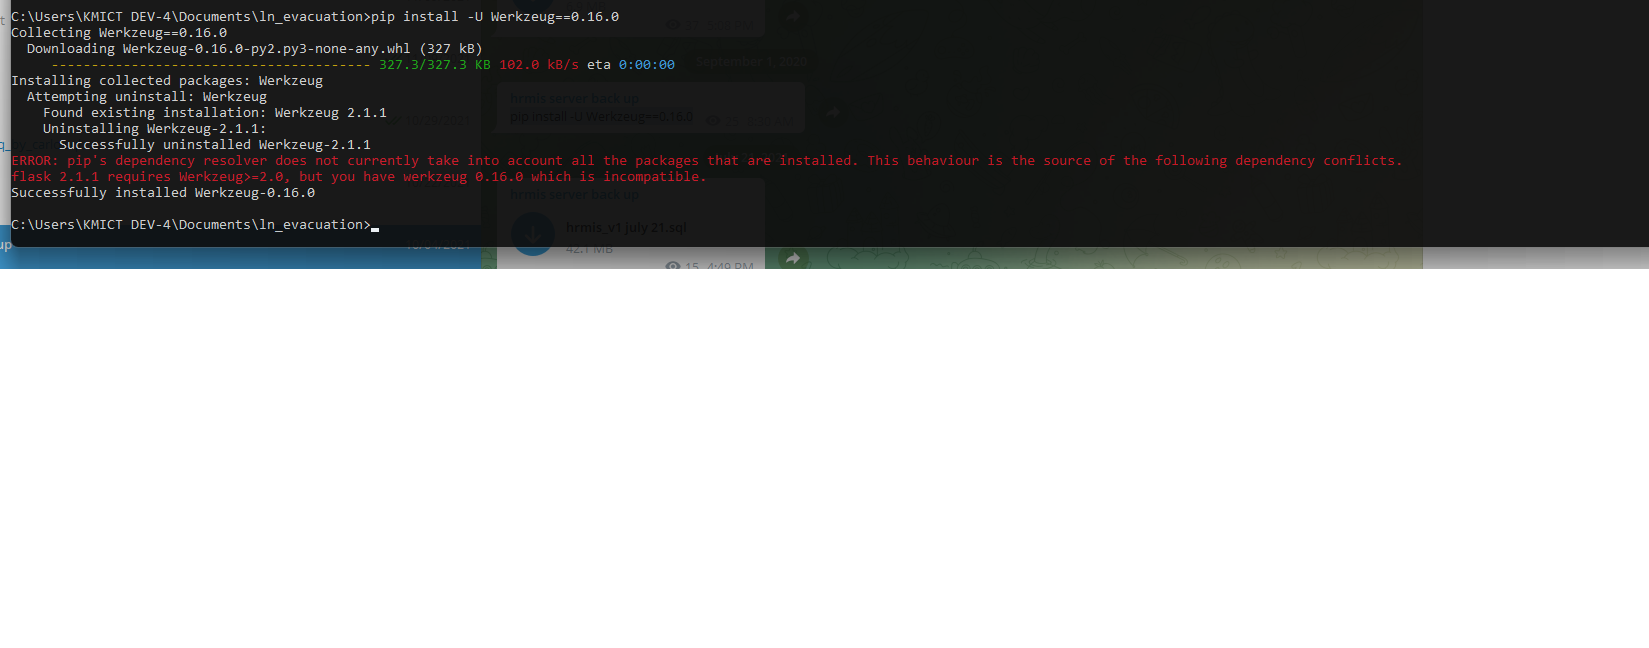 C:\Users\KMICT DEV-4\Documents\ln_evacuation>pip install -U Werkzeug==0.16.0
Collecting Werkzeug==0.16.0
Downloading Werkzeug-0.16.0-py2.py3-none-any.whl (327 kB)
---------------------------------------- 327.3/327.3 KB 102.0 kB/s eta 0:00:00
Installing collected packages: Werkzeug
Attempting uninstall: Werkzeug
Found existing installation: Werkzeug 2.1.1
Uninstalling Werkzeug-2.1.1:
Successfully uninstalled Werkzeug-2.1.1
ERROR: pip's dependency resolver does not currently take into account all the packages that are installed. This behaviour is the source of the following dependency conflicts.
flask 2.1.1 requires Werkzeug>=2.0, but you have werkzeug 0.16.0 which is incompatible.
Successfully installed Werkzeug-0.16.0
C:\Users\KMICT DEV-4\Documents\ln_evacuation>
September 1, 2020
hrmis server back up
pip install -U Werkzeug==0.16.0
hrmis server back up
hrmis_v1 july 21.sql
42.1 MB
15 4:49 PM
up
10/04/2021